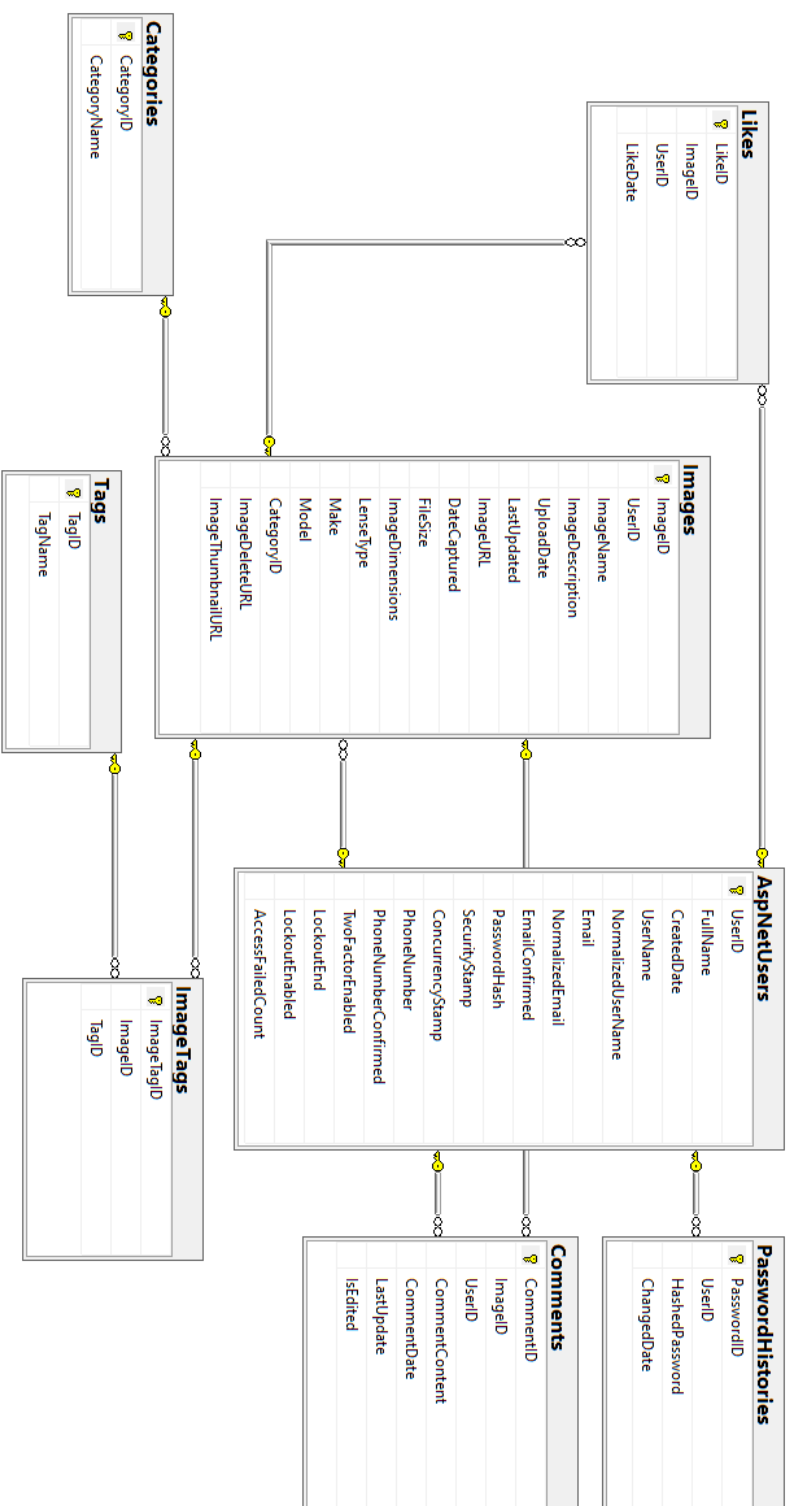 Likes
LikeID
ImageID
UserID
LikeDate
Categories
CategoryID
CategoryName
Images
ImageID
UserID
ImageName
ImageDescription
UploadDate
LastUpdated
ImageURL
DateCaptured
FileSize
ImageDimensions
LenseType
Make
Model
CategoryID
ImageDeleteURL
ImageThumbnailURL
Tags
TagID
TagName
AspNetUsers
UserID
FullName
CreatedDate
UserName
NormalizedUserName
Email
NormalizedEmail
EmailConfirmed
PasswordHash
SecurityStamp
ConcurrencyStamp
PhoneNumber
PhoneNumberConfirmed
TwoFactorEnabled
LockoutEnd
LockoutEnabled
AccessFailedCount
ImageTags
ImageTagID
ImageID
TagID
PasswordHistories
PasswordID
UserID
HashedPassword
ChangedDate
Comments
CommentID
ImageID
UserID
CommentContent
CommentDate
LastUpdate
IsEdited